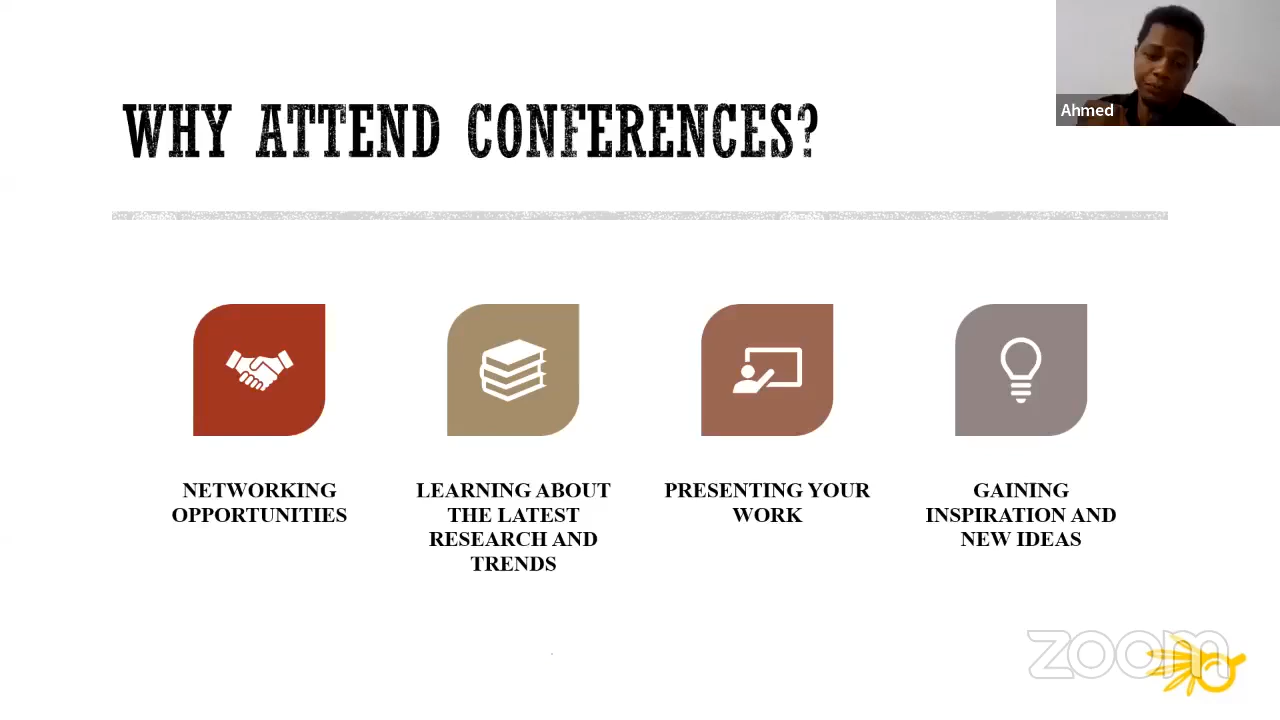 Ahmed
WHY ATTEND CONFERENCES?
NETWORKING
OPPORTUNITIES
LEARNING ABOUT
THE LATEST
RESEARCH AND
TRENDS
PRESENTING YOUR
WORK
GAINING
INSPIRATION AND
NEW IDEAS
zoom